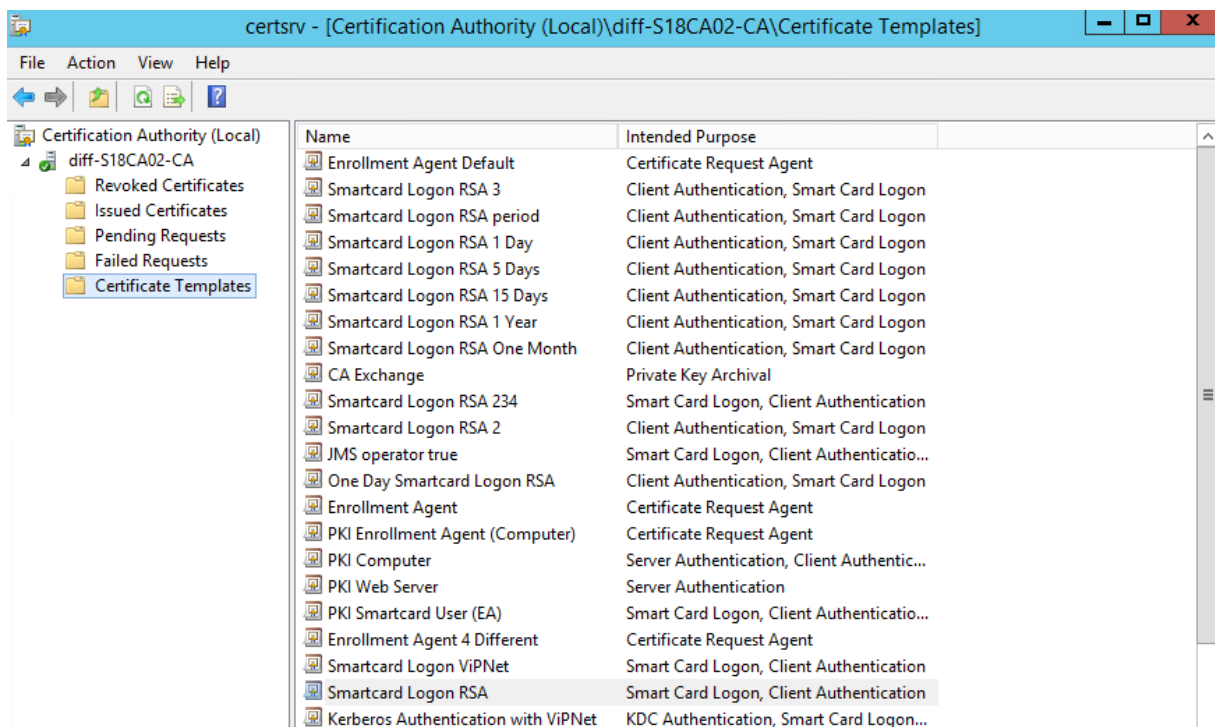 certsrv - [Certification Authority (Local)\diff-S18CA02-CA\Certificate Templates]
File Action View Help
Certification Authority (Local)
diff-S18CA02-CA
Revoked Certificates
Issued Certificates
Pending Requests
Failed Requests
Certificate Templates
Name Intended Purpose
Enrollment Agent Default Certificate Request Agent
Smartcard Logon RSA 3 Client Authentication, Smart Card Logon
Smartcard Logon RSA period Client Authentication, Smart Card Logon
Smartcard Logon RSA 1 Day Client Authentication, Smart Card Logon
Smartcard Logon RSA 5 Days Client Authentication, Smart Card Logon
Smartcard Logon RSA 15 Days Client Authentication, Smart Card Logon
Smartcard Logon RSA 1 Year Client Authentication, Smart Card Logon
Smartcard Logon RSA One Month Client Authentication, Smart Card Logon
CA Exchange Private Key Archival
Smartcard Logon RSA 234 Smart Card Logon, Client Authentication
Smartcard Logon RSA 2 Client Authentication, Smart Card Logon
JMS operator true Smart Card Logon, Client Authenticatio...
One Day Smartcard Logon RSA Client Authentication, Smart Card Logon
Enrollment Agent Certificate Request Agent
PKI Enrollment Agent (Computer) Certificate Request Agent
PKI Computer Server Authentication, Client Authentic...
PKI Web Server Server Authentication
PKI Smartcard User (EA) Smart Card Logon, Client Authenticatio...
Enrollment Agent 4 Different Certificate Request Agent
Smartcard Logon ViPNet Smart Card Logon, Client Authentication
Smartcard Logon RSA Smart Card Logon, Client Authentication
Kerberos Authentication with ViPNet KDC Authentication, Smart Card Logon...